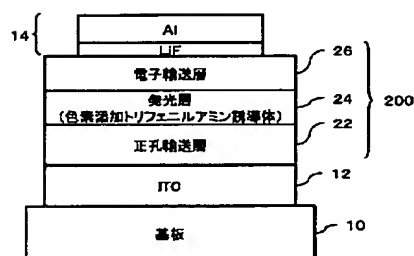 14
Al
LiF
電子輸送層
26
発光層
(色素添加トリフェニルアミン誘導体)
24
200
正孔輸送層
22
ITO
12
基板
10